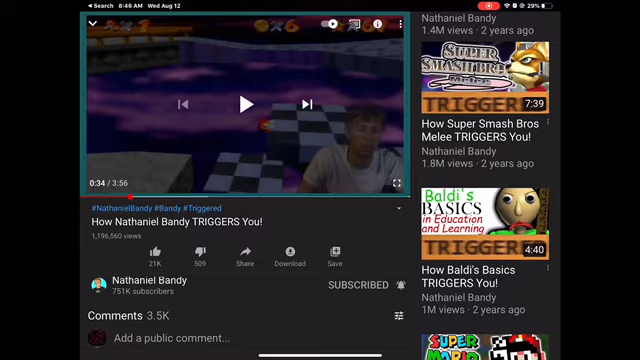 Search 8:46 AM Wed Aug 12
29%
0:34 / 3:56
#NathanielBandy #Bandy #Triggered
How Nathaniel Bandy TRIGGERS You!
1,196,560 views
21K
509
Share
Download
Save
Nathaniel Bandy
751K subscribers
SUBSCRIBED
Comments 3.5K
Add a public comment...
Nathaniel Bandy
1.4M views · 2 years ago
SUPER
SMASH BROS
TRIGGER
7:39
How Super Smash Bros
Melee TRIGGERS You!
Nathaniel Bandy
1.8M views · 2 years ago
Baldi's
BASICS
in Education
and Learning
TRIGGER
4:40
How Baldi's Basics
TRIGGERS You!
Nathaniel Bandy
1M views · 2 years ago
SUPER